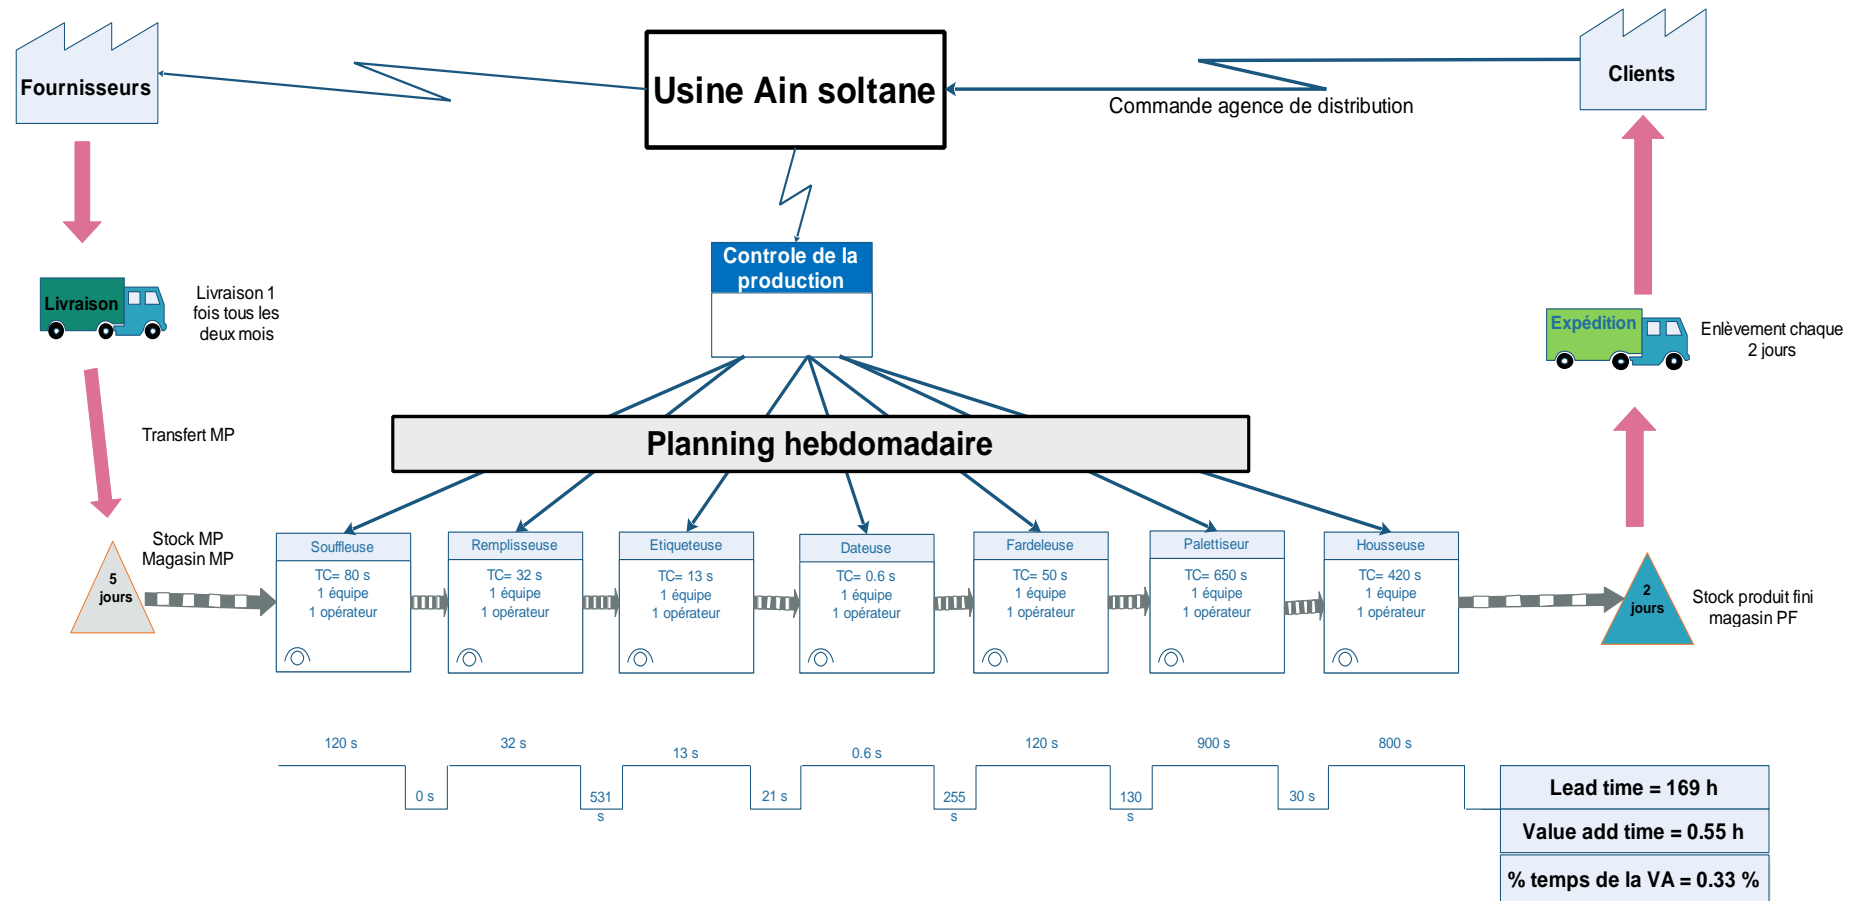 Fournisseurs
Usine Ain soltane
Clients
Commande agence de distribution
Controle de la
production
Livraison
Livraison 1
fois tous les
deux mois
Expédition
Enlèvement chaque
2 jours
Transfert MP
Planning hebdomadaire
Stock MP
Magasin MP
5
jours
Souffleuse
TC= 80 s
1 équipe
1 opérateur
Remplisseuse
TC= 32 s
1 équipe
1 opérateur
Etiqueteuse
TC= 13 s
1 équipe
1 opérateur
Dateuse
TC= 0.6 s
1 équipe
1 opérateur
Fardeleuse
TC= 50 s
1 équipe
1 opérateur
Palettiseur
TC= 650 s
1 équipe
1 opérateur
Housseuse
TC= 420 s
1 équipe
1 opérateur
2
jours
Stock produit fini
magasin PF
120 s
32 s
13 s
0.6 s
120 s
900 s
800 s
0 s
531
s
21 s
255
s
130
s
30 s
Lead time = 169 h
Value add time = 0.55 h
% temps de la VA = 0.33 %